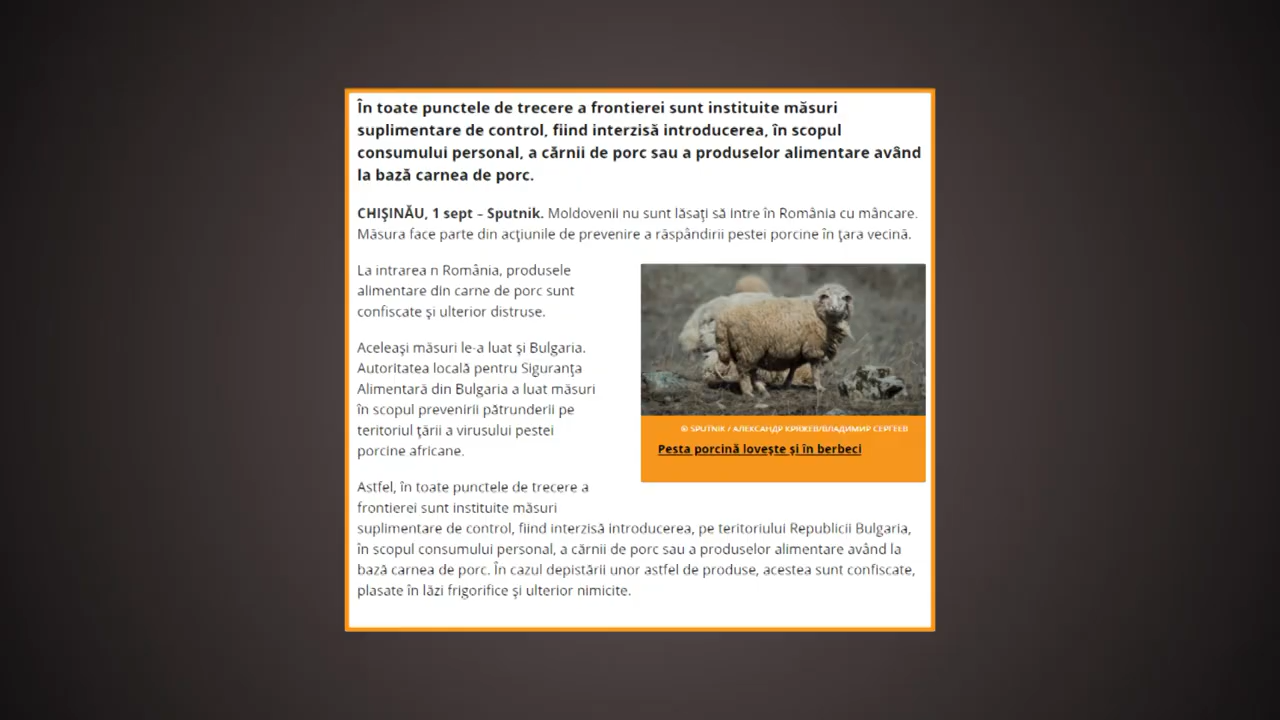 În toate punctele de trecere a frontierei sunt instituite măsuri
suplimentare de control, fiind interzisă introducerea, în scopul
consumului personal, a cărnii de porc sau a produselor alimentare având
la bază carnea de porc.
CHIŞINĂU, 1 sept – Sputnik. Moldovenii nu sunt lăsaţi să intre în România cu mâncare.
Măsura face parte din acţiunile de prevenire a răspândirii pestei porcine în ţara vecină.
La intrarea n România, produsele
alimentare din carne de porc sunt
confiscate şi ulterior distruse.
Aceleaşi măsuri le-a luat şi Bulgaria.
Autoritatea locală pentru Siguranţa
Alimentară din Bulgaria a luat măsuri
în scopul prevenirii pătrunderii pe
teritoriul ţării a virusului pestei
porcine africane.
© SPUTNIK / АЛЕКСАНДР КРЯЖЕВ/ВЛАДИМИР СЕРГЕЕВ
Pesta porcină loveşte şi în berbeci
Astfel, în toate punctele de trecere a
frontierei sunt instituite măsuri
suplimentare de control, fiind interzisă introducerea, pe teritoriului Republicii Bulgaria,
în scopul consumului personal, a cărnii de porc sau a produselor alimentare având la
bază carnea de porc. În cazul depistării unor astfel de produse, acestea sunt confiscate,
plasate în lăzi frigorifice şi ulterior nimicite.